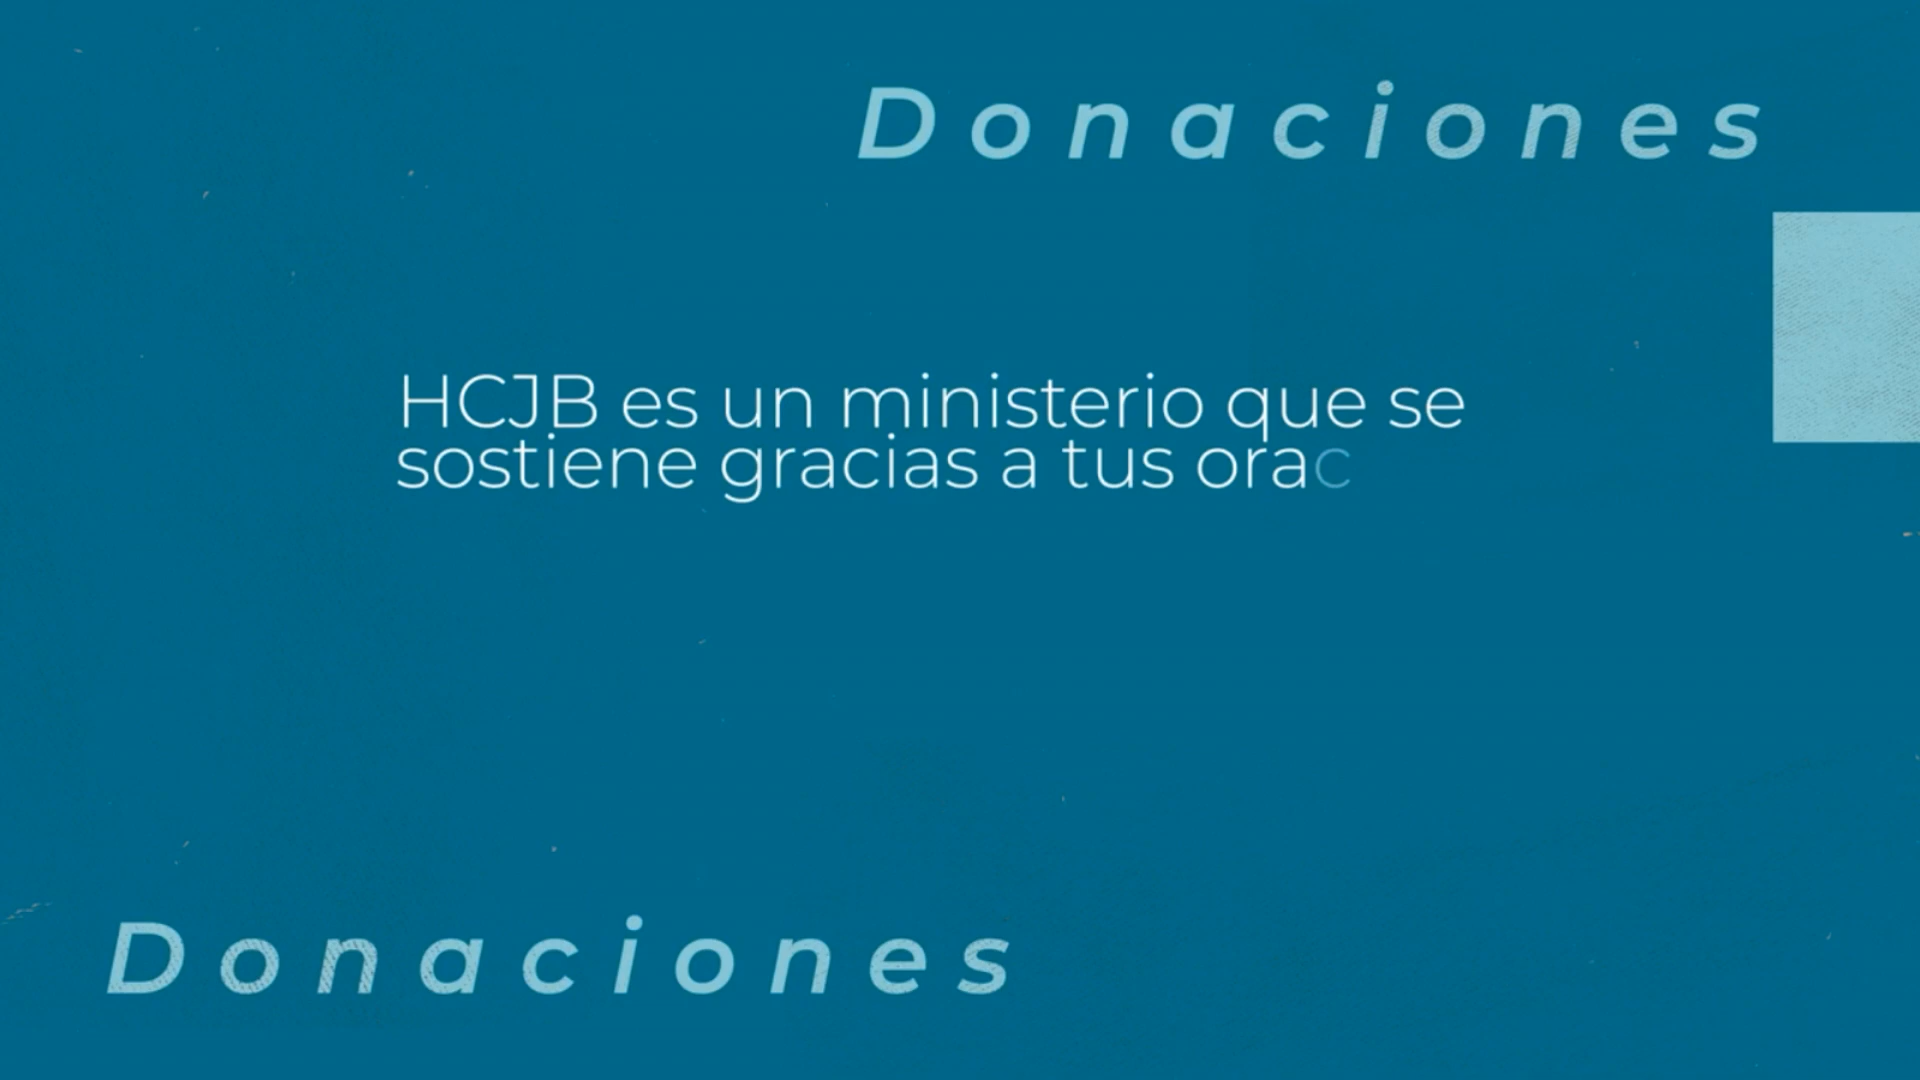 Donaciones
HCJB es un ministerio que se
sostiene gracias a tus orac
Donaciones